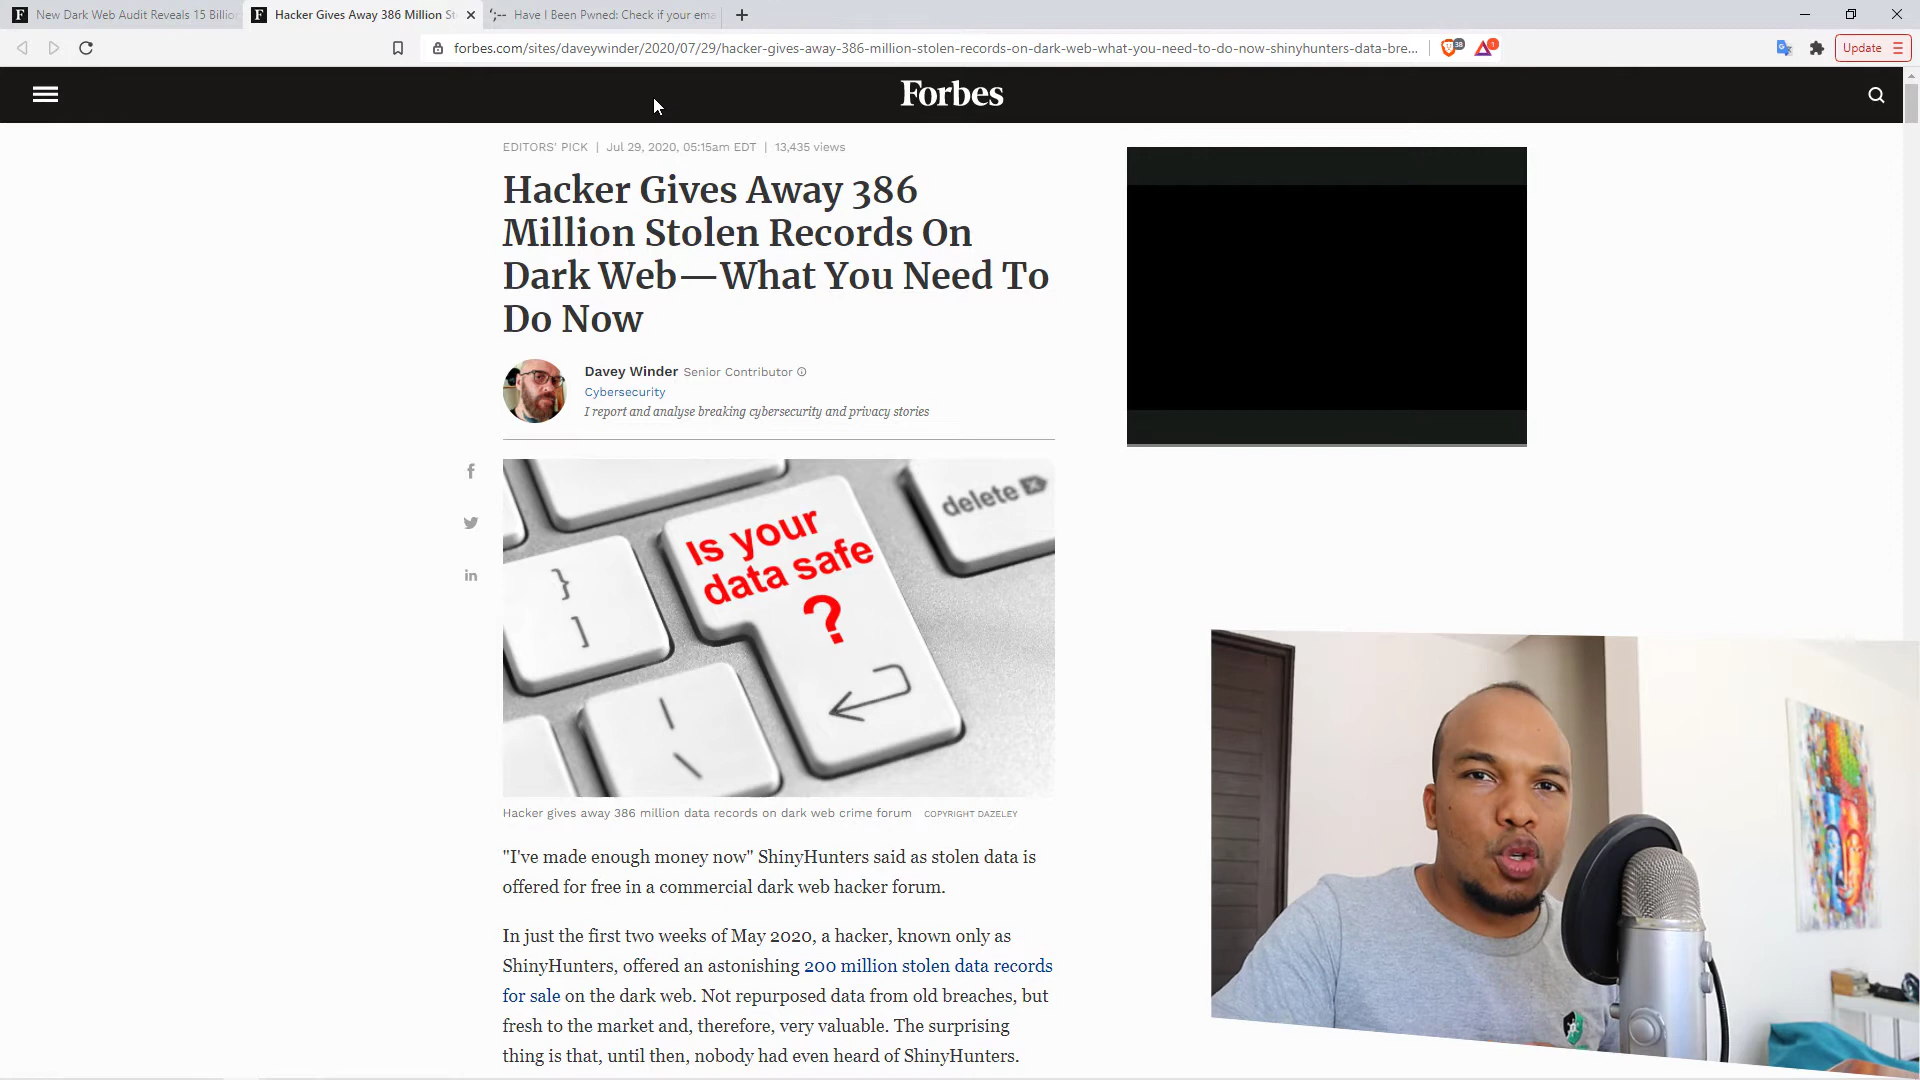 New Dark Web Audit Reveals 15 Billio
Hacker Gives Away 386 Million St
Have I Been Pwned: Check if your ema
forbes.com/sites/daveywinder/2020/07/29/hacker-gives-away-386-million-stolen-records-on-dark-web-what-you-need-to-do-now-shinyhunters-data-bre...
38
1
Update
Forbes
EDITORS' PICK | Jul 29, 2020, 05:15am EDT | 13,435 views
Hacker Gives Away 386
Million Stolen Records On
Dark Web—What You Need To
Do Now
Davey Winder Senior Contributor
Cybersecurity
I report and analyse breaking cybersecurity and privacy stories
Is your
data safe
?
delete
}
]
|
\
Hacker gives away 386 million data records on dark web crime forum COPYRIGHT DAZELEY
"I've made enough money now" ShinyHunters said as stolen data is
offered for free in a commercial dark web hacker forum.
In just the first two weeks of May 2020, a hacker, known only as
ShinyHunters, offered an astonishing 200 million stolen data records
for sale on the dark web. Not repurposed data from old breaches, but
fresh to the market and, therefore, very valuable. The surprising
thing is that, until then, nobody had even heard of ShinyHunters.